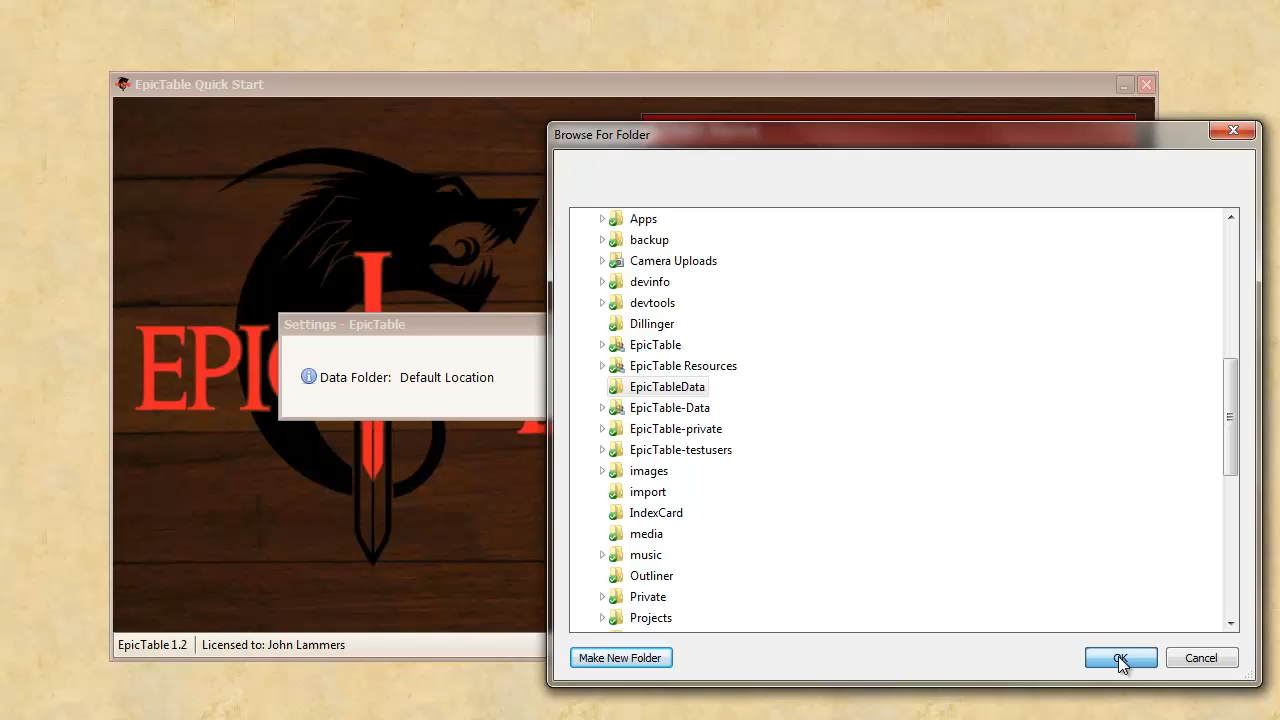 EpicTable Quick Start
Browse For Folder
Apps
backup
Camera Uploads
devinfo
devtools
Dillinger
EpicTable
EpicTable Resources
EpicTableData
EpicTable-Data
EpicTable-private
EpicTable-testusers
images
import
IndexCard
media
music
Outliner
Private
Projects
Make New Folder
OK
Cancel
Settings - EpicTable
Data Folder: Default Location
EPIC
EpicTable 1.2
Licensed to: John Lammers